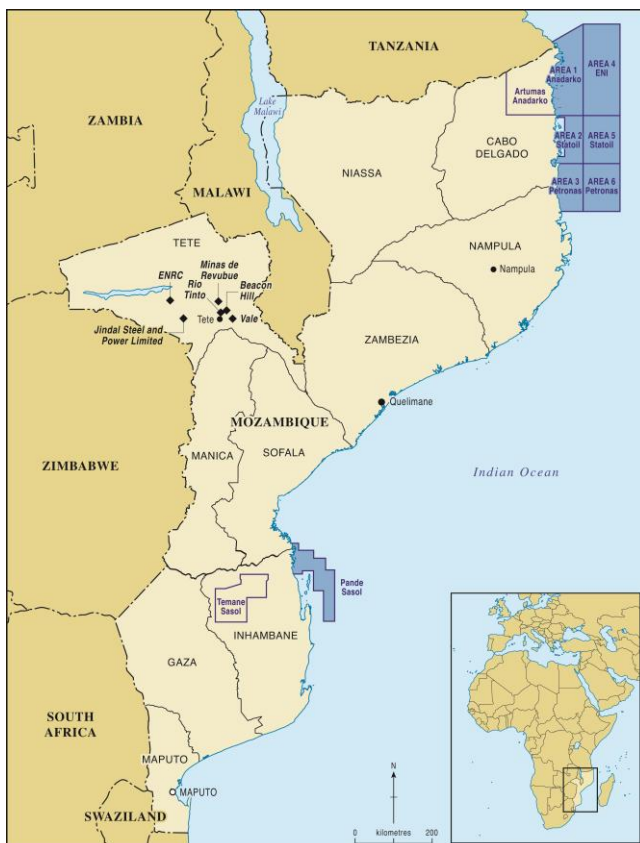 TANZANIA
AREA 1
Anadarko
AREA 4
ENI
Artumas
Anadarko
Lake
Malawi
ZAMBIA
CABO
DELGADO
AREA 2
Statoil
AREA 5
Statoil
NIASSA
AREA 3
Petronas
AREA 6
Petronas
MALAWI
TETE
NAMPULA
Nampula
Minas de
Revubue
ENRC
Rio
Tinto
Beacon
Hill
Tete
Vale
Jindal Steel and
Power Limited
ZAMBEZIA
Quelimane
MOZAMBIQUE
MANICA
SOFALA
ZIMBABWE
Indian Ocean
Pande
Sasol
Temane
Sasol
INHAMBANE
GAZA
SOUTH
AFRICA
MAPUTO
MAPUTO
SWAZILAND
N
0 kilometres 200